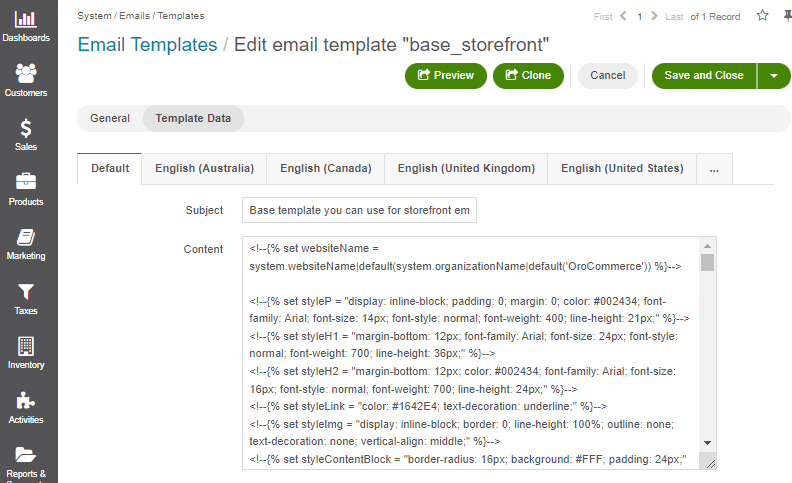 System / Emails / Templates
First 1 Last of 1 Record
Email Templates / Edit email template "base_storefront"
Preview
Clone
Cancel
Save and Close
General
Template Data
Default
English (Australia)
English (Canada)
English (United Kingdom)
English (United States)
...
Subject
Base template you can use for storefront em
Content
<!--{% set websiteName =
system.websiteName|default(system.organizationName|default('OroCommerce')) %}-->
<!--{% set styleP = "display: inline-block; padding: 0; margin: 0; color: #002434; font-
family: Arial; font-size: 14px; font-style: normal; font-weight: 400; line-height: 21px;" %}-->
<!--{% set styleH1 = "margin-bottom: 12px; font-family: Arial; font-size: 24px; font-style:
normal; font-weight: 700; line-height: 36px;" %}-->
<!--{% set styleH2 = "margin-bottom: 12px; color: #002434; font-family: Arial; font-size:
16px; font-style: normal; font-weight: 700; line-height: 24px;" %}-->
<!--{% set styleLink = "color: #1642E4; text-decoration: underline;" %}-->
<!--{% set styleImg = "display: inline-block; border: 0; line-height: 100%; outline: none;
text-decoration: none; vertical-align: middle;" %}-->
<!--{% set styleContentBlock = "border-radius: 16px; background: #FFF; padding: 24px;"
Dashboards
Customers
Sales
Products
Marketing
Taxes
Inventory
Activities
Reports &